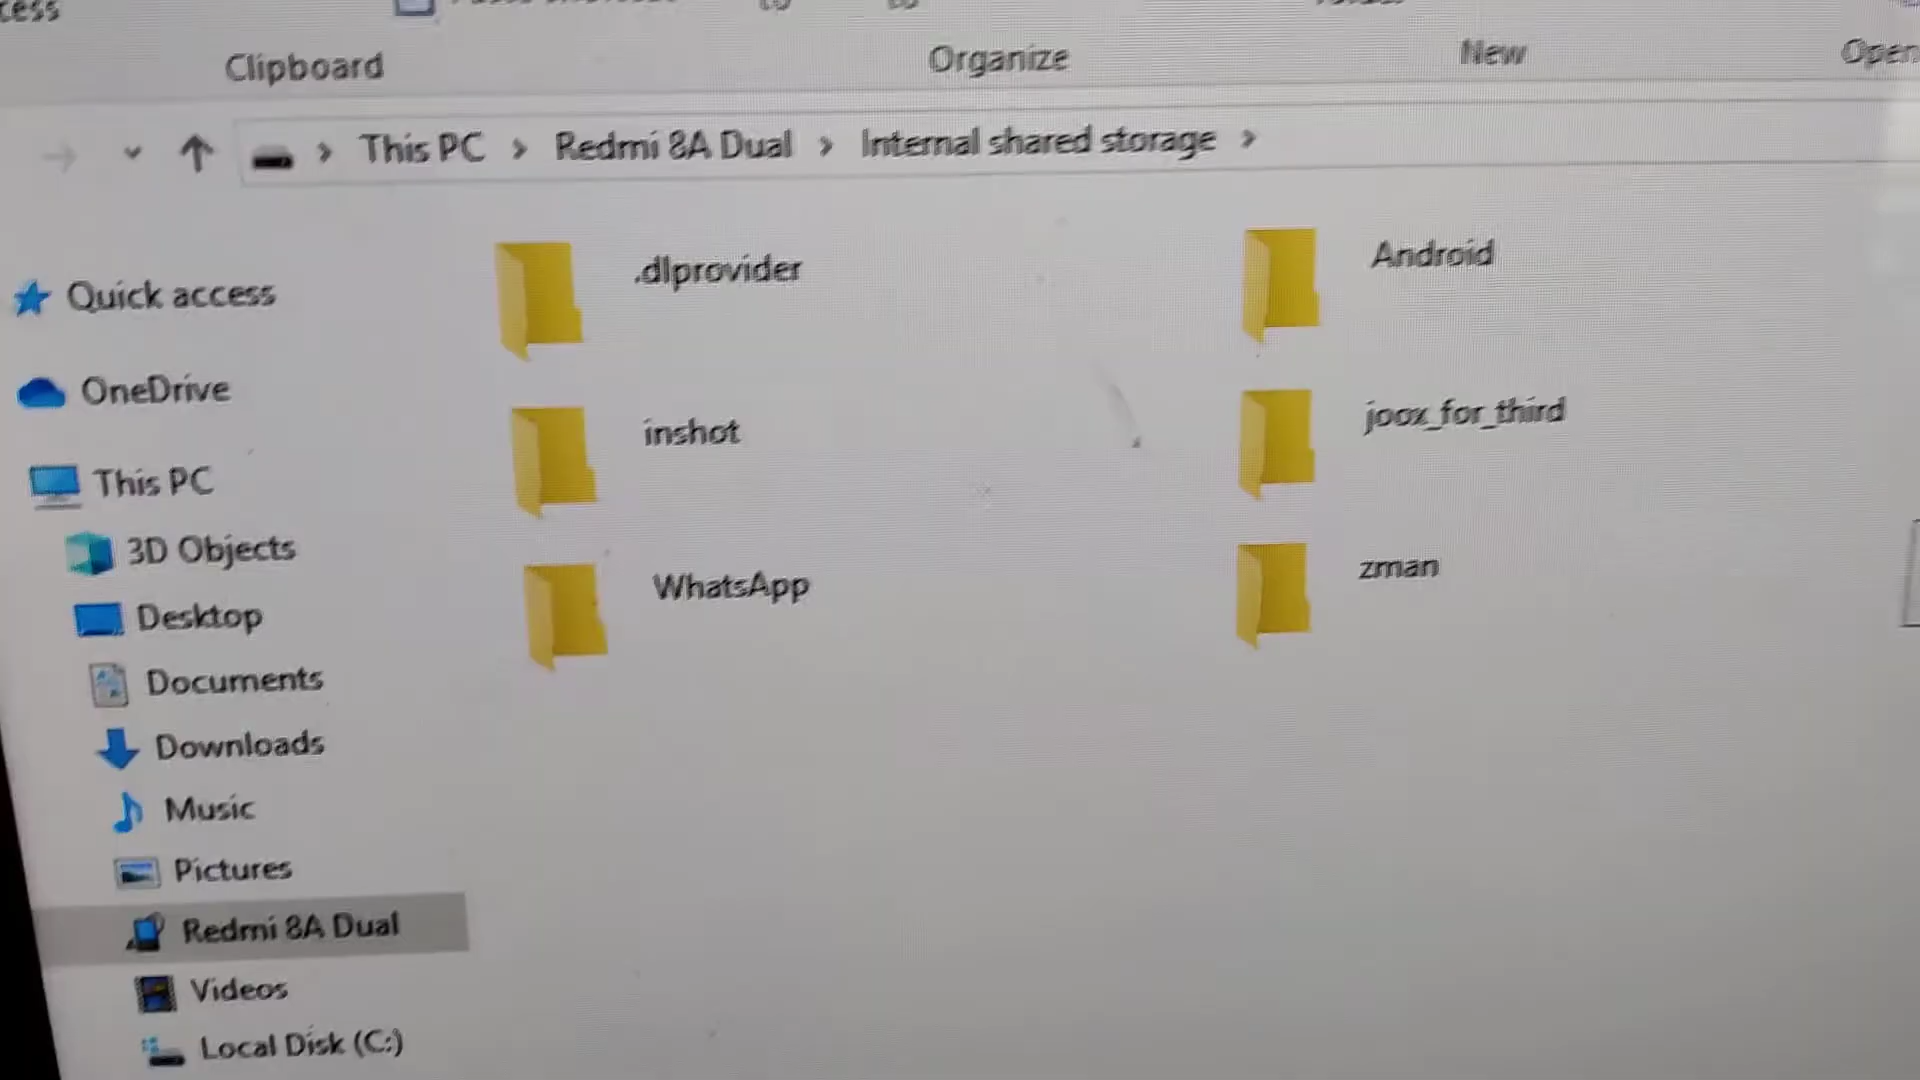 Clipboard
Organize
New
Open
This PC > Redmi 8A Dual > Internal shared storage >
Quick access
OneDrive
This PC
3D Objects
Desktop
Documents
Downloads
Music
Pictures
Redmi 8A Dual
Videos
Local Disk (C:)
.dlprovider
Android
inshot
joox_for_third
WhatsApp
zman